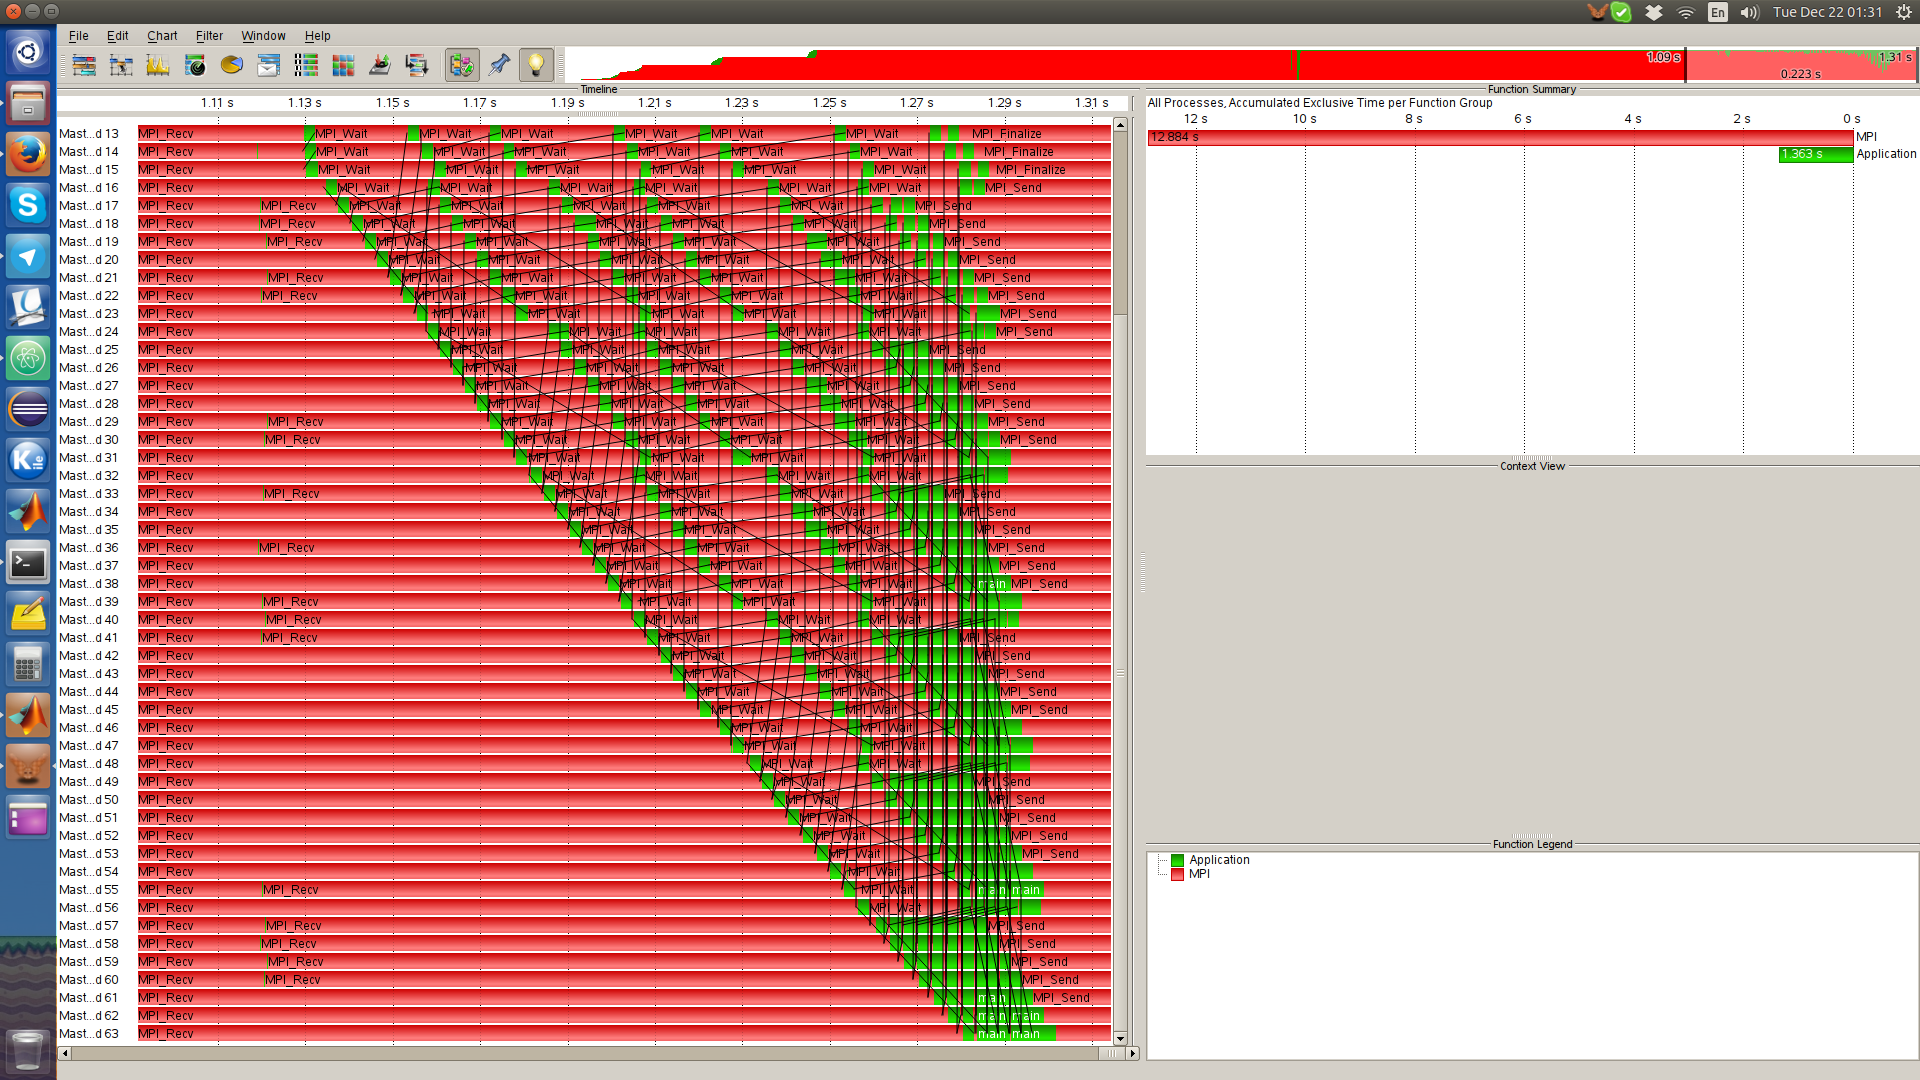 En Tue Dec 22 01:31
File Edit Chart Filter Window Help
1.09 s 1.31 s
0.223 s
Timeline
1.11 s 1.13 s 1.15 s 1.17 s 1.19 s 1.21 s 1.23 s 1.25 s 1.27 s 1.29 s 1.31 s
Mast...d 13 MPI_Recv MPI_Wait MPI_Wait MPI_Wait MPI_Wait MPI_Wait MPI_Wait MPI_Finalize
Mast...d 14 MPI_Recv MPI_Wait MPI_Wait MPI_Wait MPI_Wait MPI_Wait MPI_Wait MPI_Finalize
Mast...d 15 MPI_Recv MPI_Wait MPI_Wait MPI_Wait MPI_Wait MPI_Wait MPI_Wait MPI_Finalize
Mast...d 16 MPI_Recv MPI_Wait MPI_Wait MPI_Wait MPI_Wait MPI_Wait MPI_Wait MPI_Send
Mast...d 17 MPI_Recv MPI_Recv MPI_Wait MPI_Wait MPI_Wait MPI_Wait MPI_Wait MPI_Send
Mast...d 18 MPI_Recv MPI_Recv MPI_Wait MPI_Wait MPI_Wait MPI_Wait MPI_Wait MPI_Send
Mast...d 19 MPI_Recv MPI_Recv MPI_Wait MPI_Wait MPI_Wait MPI_Wait MPI_Wait MPI_Send
Mast...d 20 MPI_Recv MPI_Wait MPI_Wait MPI_Wait MPI_Wait MPI_Wait MPI_Send
Mast...d 21 MPI_Recv MPI_Recv MPI_Wait MPI_Wait MPI_Wait MPI_Wait MPI_Wait MPI_Send
Mast...d 22 MPI_Recv MPI_Recv MPI_Wait MPI_Wait MPI_Wait MPI_Wait MPI_Wait MPI_Send
Mast...d 23 MPI_Recv MPI_Wait MPI_Wait MPI_Wait MPI_Wait MPI_Wait MPI_Send
Mast...d 24 MPI_Recv MPI_Wait MPI_Wait MPI_Wait MPI_Wait MPI_Wait MPI_Send
Mast...d 25 MPI_Recv MPI_Wait MPI_Wait MPI_Wait MPI_Wait MPI_Send
Mast...d 26 MPI_Recv MPI_Wait MPI_Wait MPI_Wait MPI_Wait MPI_Send
Mast...d 27 MPI_Recv MPI_Wait MPI_Wait MPI_Wait MPI_Wait MPI_Send
Mast...d 28 MPI_Recv MPI_Wait MPI_Wait MPI_Wait MPI_Wait MPI_Send
Mast...d 29 MPI_Recv MPI_Recv MPI_Wait MPI_Wait MPI_Wait MPI_Wait MPI_Send
Mast...d 30 MPI_Recv MPI_Recv MPI_Wait MPI_Wait MPI_Wait MPI_Wait MPI_Send
Mast...d 31 MPI_Recv MPI_Wait MPI_Wait MPI_Wait MPI_Wait
Mast...d 32 MPI_Recv MPI_Wait MPI_Wait MPI_Wait MPI_Wait
Mast...d 33 MPI_Recv MPI_Recv MPI_Wait MPI_Wait MPI_Wait MPI_Send
Mast...d 34 MPI_Recv MPI_Wait MPI_Wait MPI_Wait MPI_Send
Mast...d 35 MPI_Recv MPI_Wait MPI_Wait MPI_Wait MPI_Send
Mast...d 36 MPI_Recv MPI_Recv MPI_Wait MPI_Wait MPI_Wait MPI_Send
Mast...d 37 MPI_Recv MPI_Wait MPI_Wait MPI_Wait MPI_Send
Mast...d 38 MPI_Recv MPI_Wait MPI_Wait MPI_Wait main MPI_Send
Mast...d 39 MPI_Recv MPI_Recv MPI_Wait MPI_Wait MPI_Wait
Mast...d 40 MPI_Recv MPI_Recv MPI_Wait MPI_Wait MPI_Wait
Mast...d 41 MPI_Recv MPI_Recv MPI_Wait MPI_Wait MPI_Send
Mast...d 42 MPI_Recv MPI_Wait MPI_Wait MPI_Send
Mast...d 43 MPI_Recv MPI_Wait MPI_Wait MPI_Send
Mast...d 44 MPI_Recv MPI_Wait MPI_Wait MPI_Send
Mast...d 45 MPI_Recv MPI_Wait MPI_Wait MPI_Send
Mast...d 46 MPI_Recv MPI_Wait MPI_Wait
Mast...d 47 MPI_Recv MPI_Wait MPI_Wait
Mast...d 48 MPI_Recv MPI_Wait MPI_Wait
Mast...d 49 MPI_Recv MPI_Wait MPI_Send
Mast...d 50 MPI_Recv MPI_Wait MPI_Send
Mast...d 51 MPI_Recv MPI_Wait MPI_Send
Mast...d 52 MPI_Recv MPI_Wait MPI_Send
Mast...d 53 MPI_Recv MPI_Wait MPI_Send
Mast...d 54 MPI_Recv MPI_Wait
Mast...d 55 MPI_Recv MPI_Recv MPI_Wait main main
Mast...d 56 MPI_Recv MPI_Wait
Mast...d 57 MPI_Recv MPI_Recv MPI_Send
Mast...d 58 MPI_Recv MPI_Recv MPI_Send
Mast...d 59 MPI_Recv MPI_Recv MPI_Send
Mast...d 60 MPI_Recv MPI_Recv MPI_Send
Mast...d 61 MPI_Recv main MPI_Send
Mast...d 62 MPI_Recv main main
Mast...d 63 MPI_Recv main main
Function Summary
All Processes, Accumulated Exclusive Time per Function Group
12 s 10 s 8 s 6 s 4 s 2 s 0 s
12.884 s MPI
1.363 s Application
Context View
Function Legend
Application
MPI